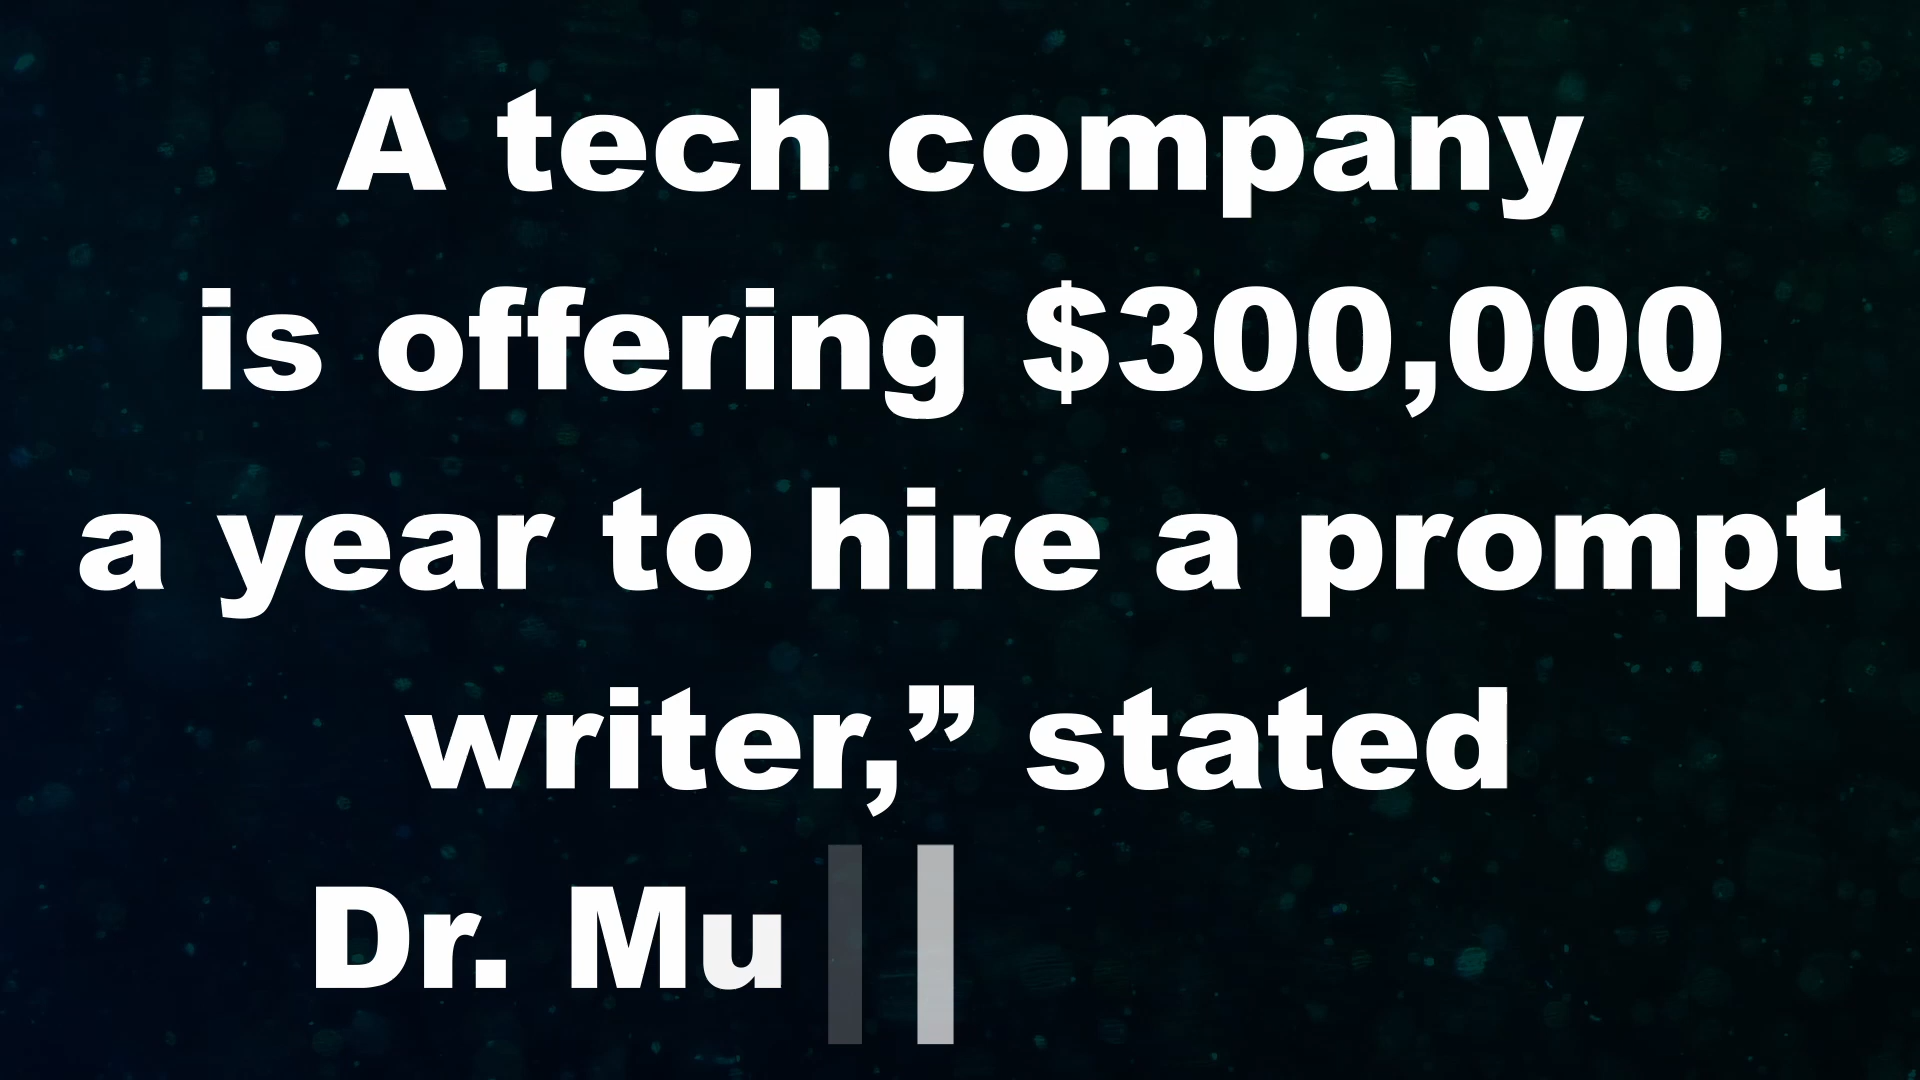 A tech company
is offering $300,000
a year to hire a prompt
writer,” stated
Dr. Mu